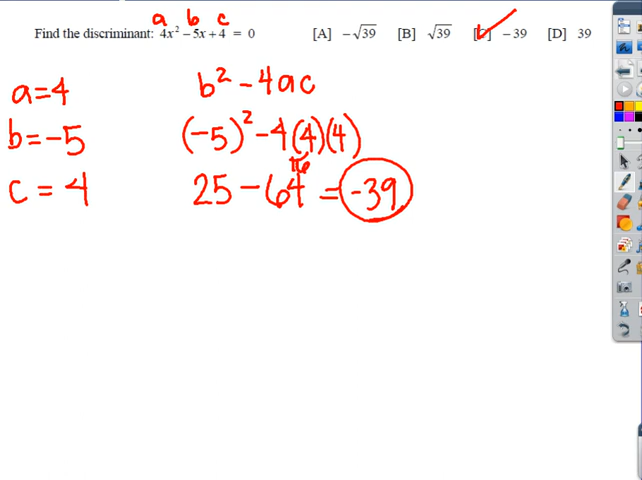 a b c
Find the discriminant: 4x² − 5x + 4 = 0 [A] −√39 [B] √39 [C] −39 [D] 39
a=4 b² − 4ac
b=-5 (-5)² − 4(4)(4)
16
c = 4 25 − 64 = -39